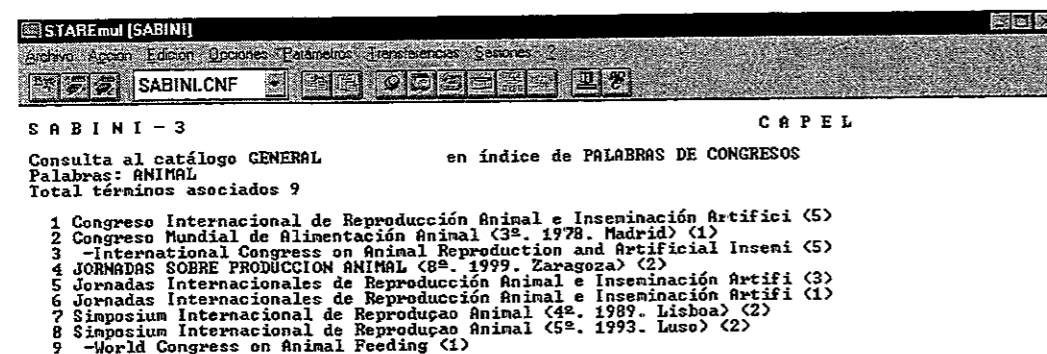 STAREmul [SABINI]
Archivo Acción Edición Opciones Parámetros Transferencias Sesiones ?
SABINI.CNF
S A B I N I - 3 C A P E L
Consulta al catálogo GENERAL en índice de PALABRAS DE CONGRESOS
Palabras: ANIMAL
Total términos asociados 9
1 Congreso Internacional de Reproducción Animal e Inseminación Artifici (5)
2 Congreso Mundial de Alimentación Animal (3º. 1978. Madrid) (1)
3 -International Congress on Animal Reproduction and Artificial Insemi (5)
4 JORNADAS SOBRE PRODUCCION ANIMAL (8ª. 1999. Zaragoza) (2)
5 Jornadas Internacionales de Reproducción Animal e Inseminación Artifi (3)
6 Jornadas Internacionales de Reproducción Animal e Inseminación Artifi (1)
7 Simposium Internacional de Reproduçao Animal (4º. 1989. Lisboa) (2)
8 Simposium Internacional de Reproduçao Animal (5º. 1993. Luso) (2)
9 -World Congress on Animal Feeding (1)